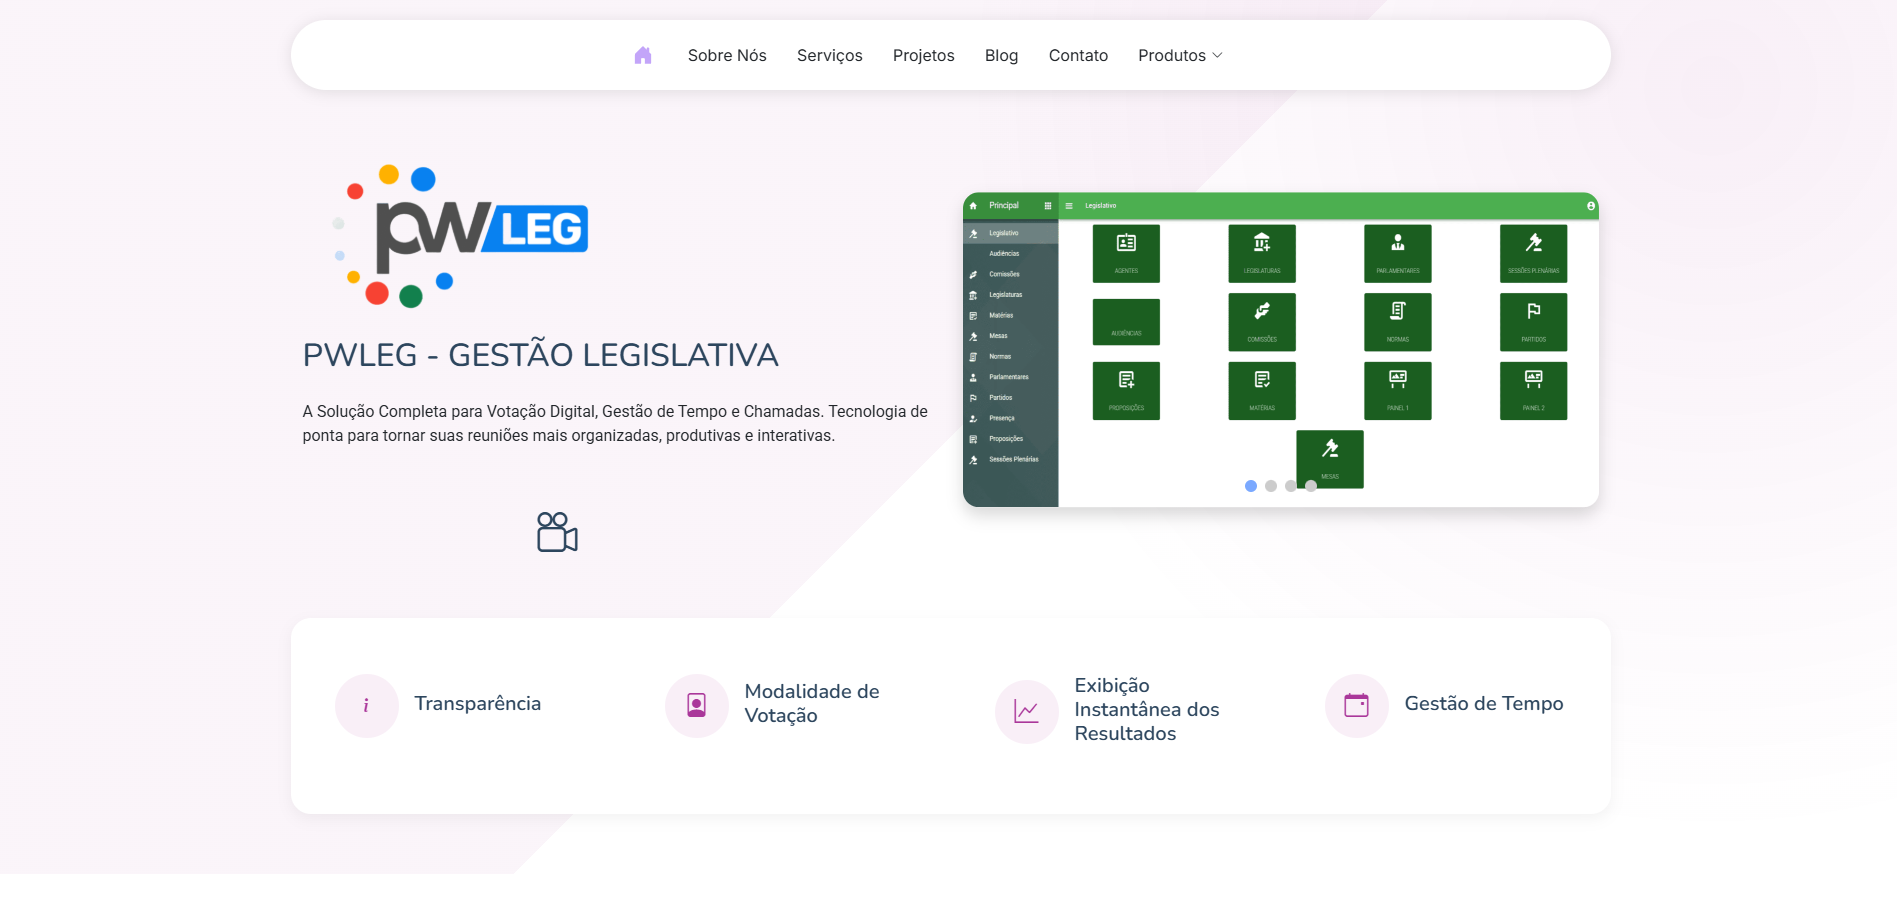 Sobre Nós
Serviços
Projetos
Blog
Contato
Produtos
pw LEG
PWLEG - GESTÃO LEGISLATIVA
A Solução Completa para Votação Digital, Gestão de Tempo e Chamadas. Tecnologia de
ponta para tornar suas reuniões mais organizadas, produtivas e interativas.
Principal
Legislativo
Legislativo
Audiências
Comissões
Legislaturas
Matérias
Mesas
Normas
Parlamentares
Partidos
Presença
Proposições
Sessões Plenárias
AGENTES
LEGISLATURAS
PARLAMENTARES
SESSÕES PLENÁRIAS
AUDIÊNCIAS
COMISSÕES
NORMAS
PARTIDOS
PROPOSIÇÕES
MATÉRIAS
PAINEL 1
PAINEL 2
MESAS
Transparência
Modalidade de
Votação
Exibição
Instantânea dos
Resultados
Gestão de Tempo